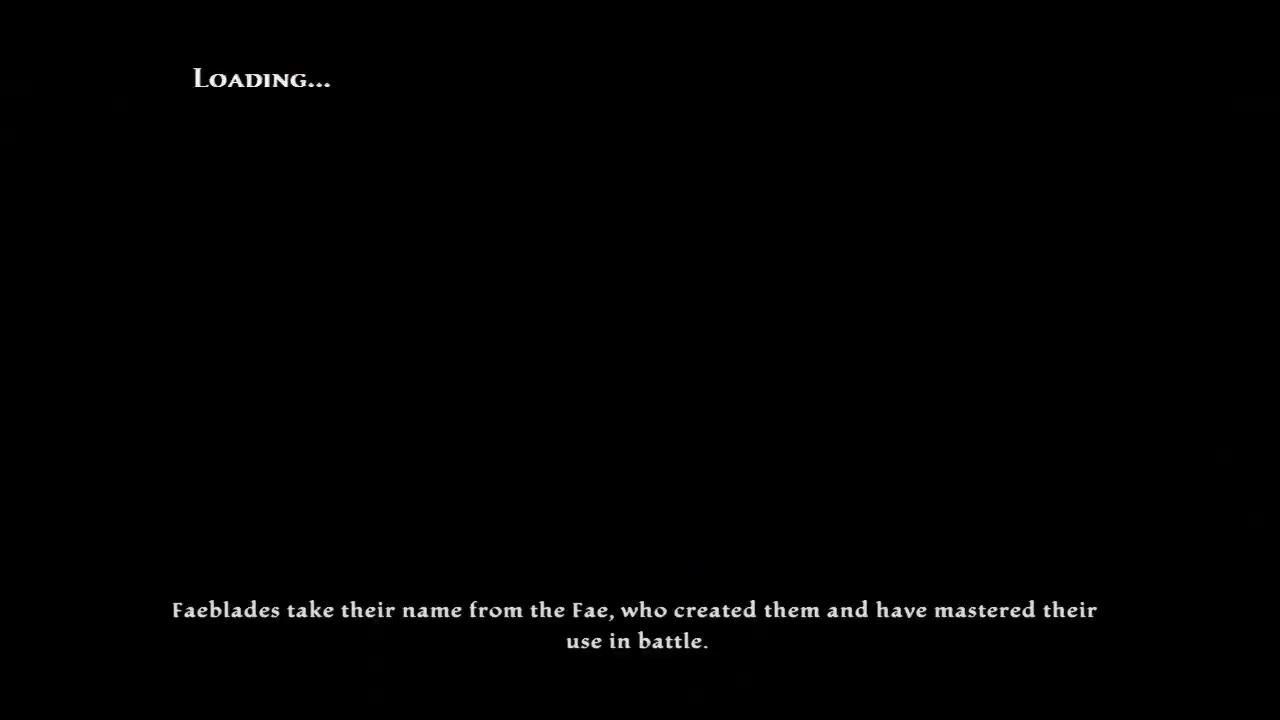 Loading...
Faeblades take their name from the Fae, who created them and have mastered their
use in battle.